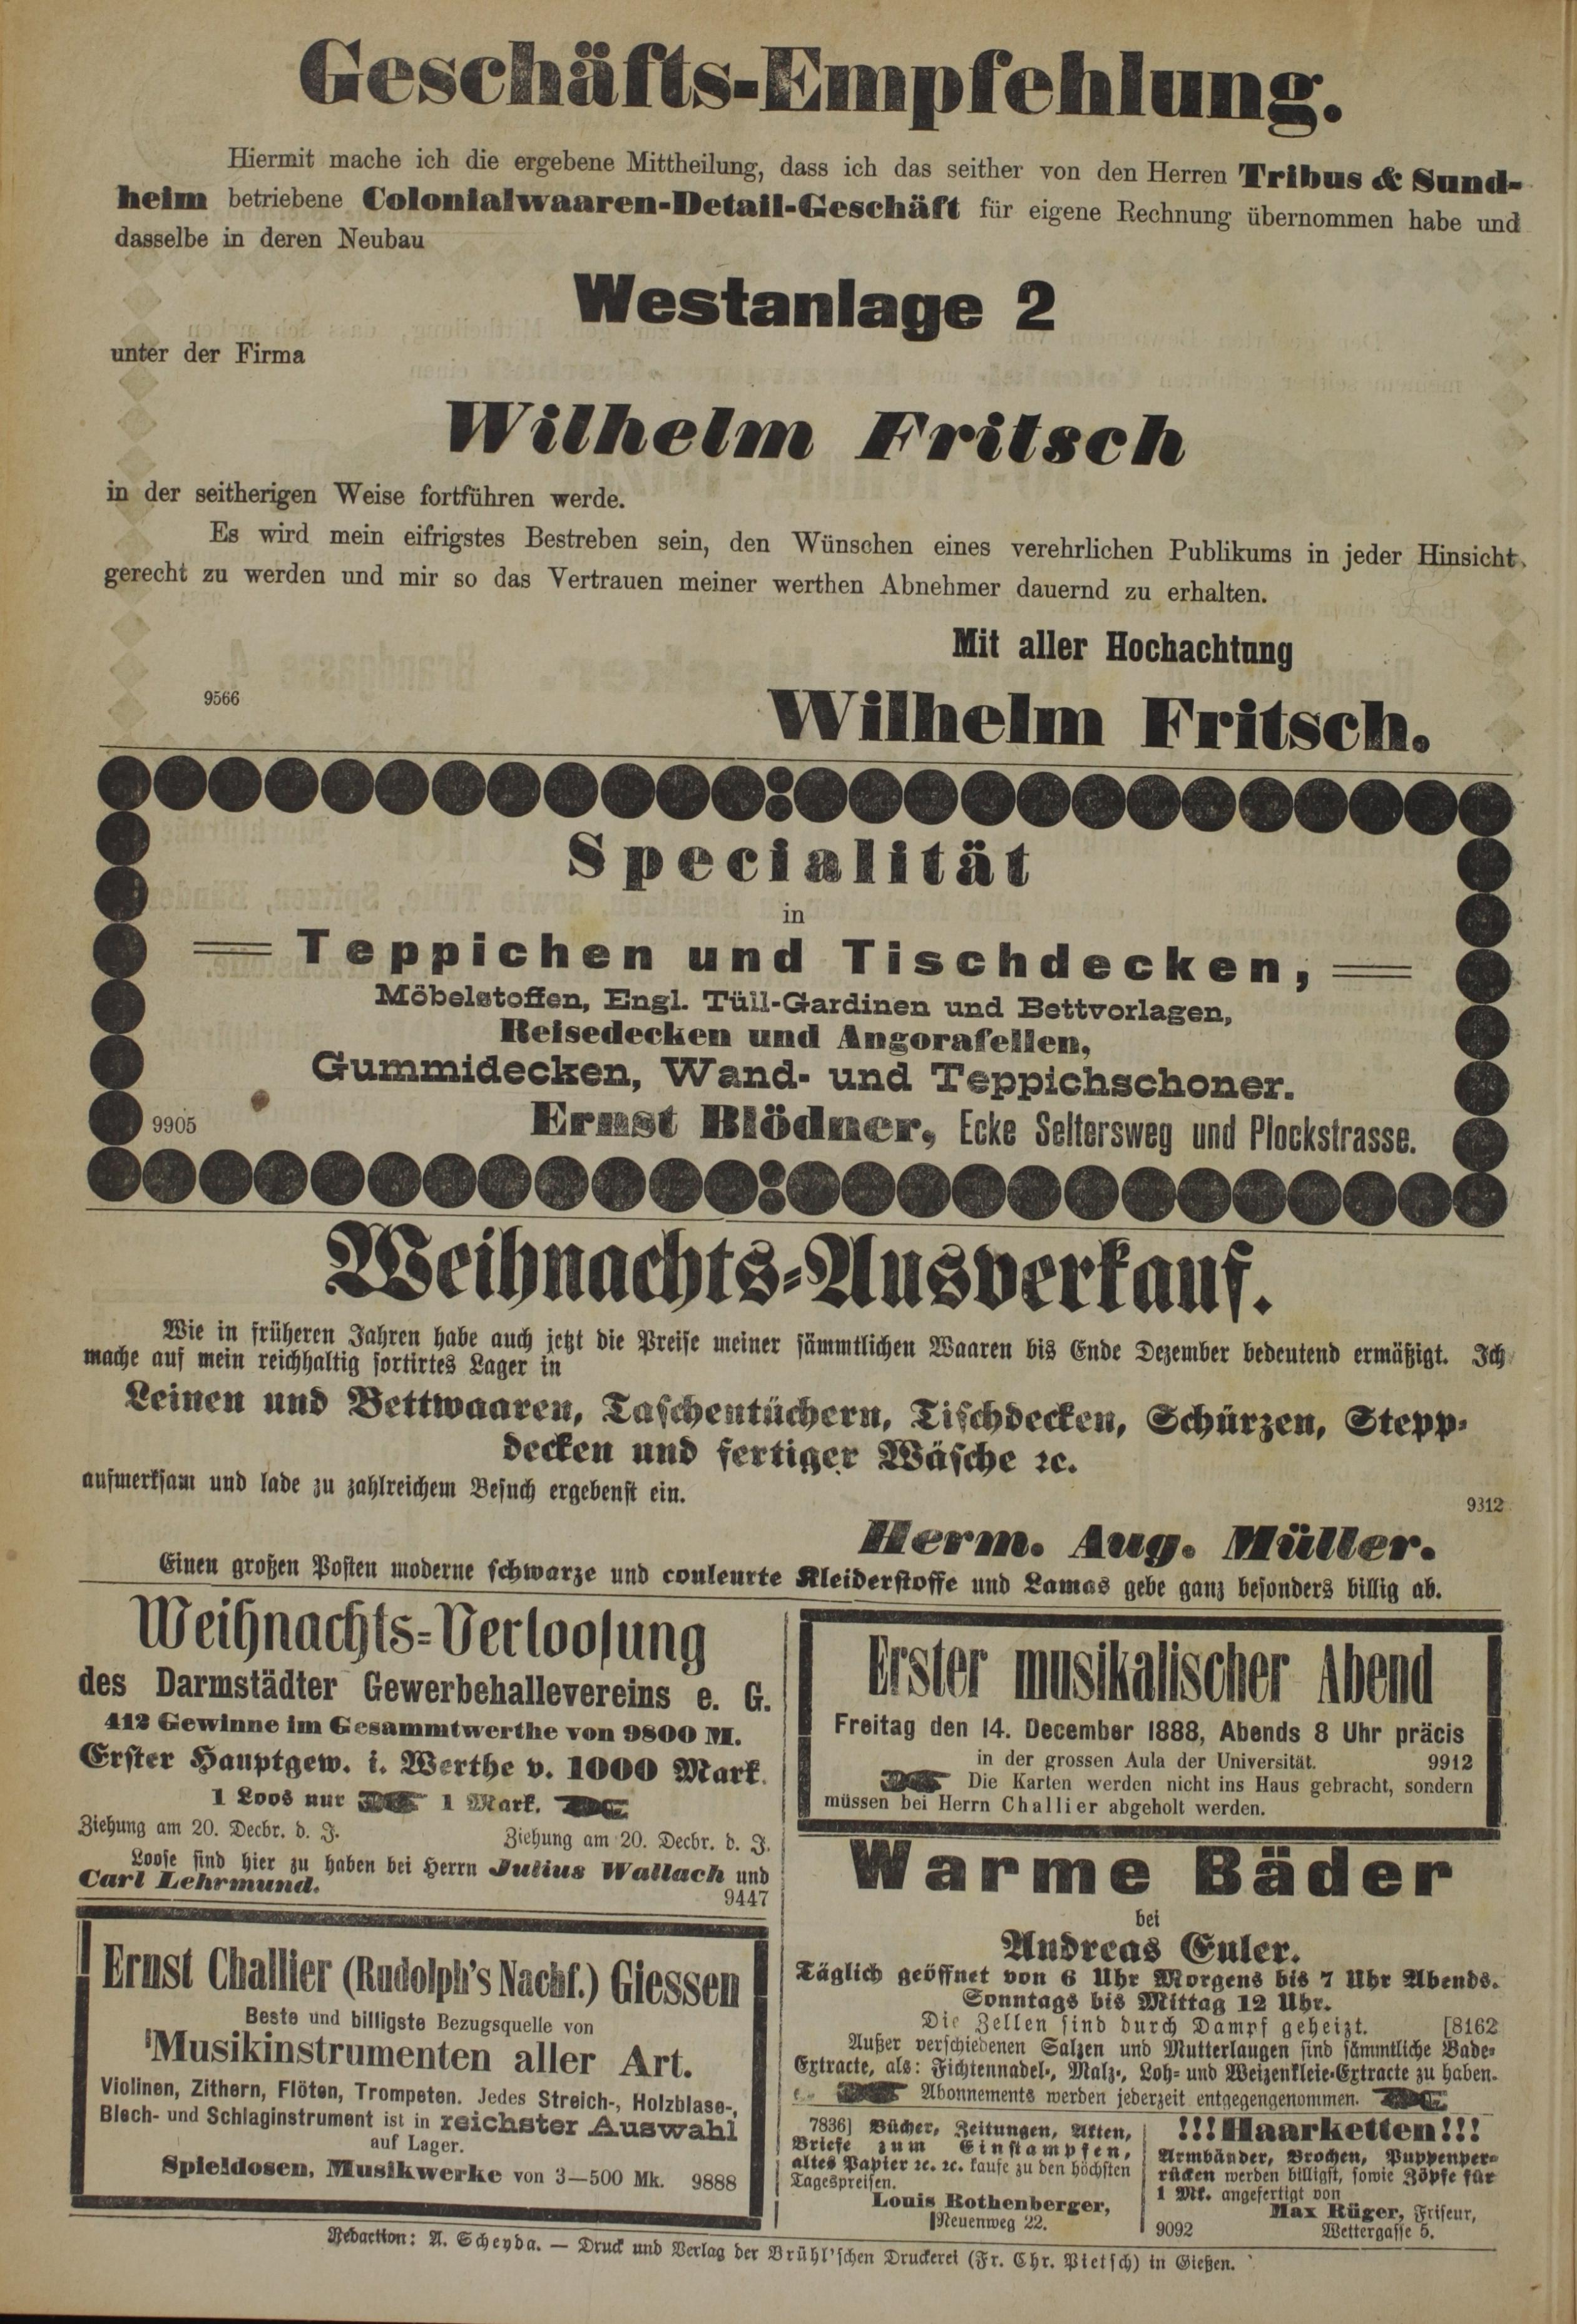 Geschäfts-Empfehlung.
Hiermit mache ich die ergebene Mittheilung, dass ich das seither von den Herren Tribus & Sund-
heim betriebene Colonialwaaren-Detail-Geschäft für eigene Rechnung übernommen habe und
dasselbe in deren Neubau
Westanlage 2
unter der Firma
Wilhelm Fritsch
in der seitherigen Weise fortführen werde.
Es wird mein eifrigstes Bestreben sein, den Wünschen eines verehrlichen Publikums in jeder Hinsicht
gerecht zu werden und mir so das Vertrauen meiner werthen Abnehmer dauernd zu erhalten.
Mit aller Hochachtung
9566
Wilhelm Fritsch.
Specialität
in
Teppichen und Tischdecken,
Möbelstoffen, Engl. Tüll-Gardinen und Bettvorlagen,
Reisedecken und Angorafellen,
Gummidecken, Wand- und Teppichschoner.
9905 Ernst Blödner, Ecke Seltersweg und Plockstrasse.
Weihnachts-Ausverkauf.
Wie in früheren Jahren habe auch jetzt die Preise meiner sämmtlichen Waaren bis Ende Dezember bedeutend ermäßigt. Ich
mache auf mein reichhaltig sortirtes Lager in
Leinen und Bettwaaren, Taschentüchern, Tischdecken, Schürzen, Stepp-
decken und fertiger Wäsche ꝛc.
aufmerksam und lade zu zahlreichem Besuch ergebenst ein.
9312
Herm. Aug. Müller.
Einen großen Posten moderne schwarze und couleurte Kleiderstoffe und Lamas gebe ganz besonders billig ab.
Weihnachts-Verloosung
des Darmstädter Gewerbehallevereins e. G.
412 Gewinne im Gesammtwerthe von 9800 M.
Erster Hauptgew. i. Werthe v. 1000 Mark.
1 Loos nur 1 Mark.
Ziehung am 20. Decbr. d. J. Ziehung am 20. Decbr. d. J.
Loose sind hier zu haben bei Herrn Julius Wallach und
Carl Lehrmund.
9447
Ernst Challier (Rudolph's Nachf.) Giessen
Beste und billigste Bezugsquelle von
Musikinstrumenten aller Art.
Violinen, Zithern, Flöten, Trompeten. Jedes Streich-, Holzblase-,
Blech- und Schlaginstrument ist in reichster Auswahl
auf Lager.
Spieldosen, Musikwerke von 3—500 Mk. 9888
Erster musikalischer Abend
Freitag den 14. December 1888, Abends 8 Uhr präcis
in der grossen Aula der Universität. 9912
Die Karten werden nicht ins Haus gebracht, sondern
müssen bei Herrn Challier abgeholt werden.
Warme Bäder
bei
Andreas Euler.
Täglich geöffnet von 6 Uhr Morgens bis 7 Uhr Abends.
Sonntags bis Mittag 12 Uhr.
Die Zellen sind durch Dampf geheizt. [8162
Außer verschiedenen Salzen und Mutterlaugen sind sämmtliche Bade-
Extracte, als: Fichtennadel-, Malz-, Loh- und Weizenkleie-Extracte zu haben.
Abonnements werden jederzeit entgegengenommen.
7836] Bücher, Zeitungen, Akten,
Briefe zum Einstampfen,
altes Papier ꝛc. ꝛc. kaufe zu den höchsten
Tagespreisen.
Louis Rothenberger,
Neuenweg 22.
!!!Haarketten!!!
Armbänder, Brochen, Puppenper-
rücken werden billigst, sowie Zöpfe für
1 Mk. angefertigt von
Max Rüger, Friseur,
9092 Wettergasse 5.
Redaction: A. Scheyda. — Druck und Verlag der Brühl'schen Druckerei (Fr. Chr. Pietsch) in Gießen.